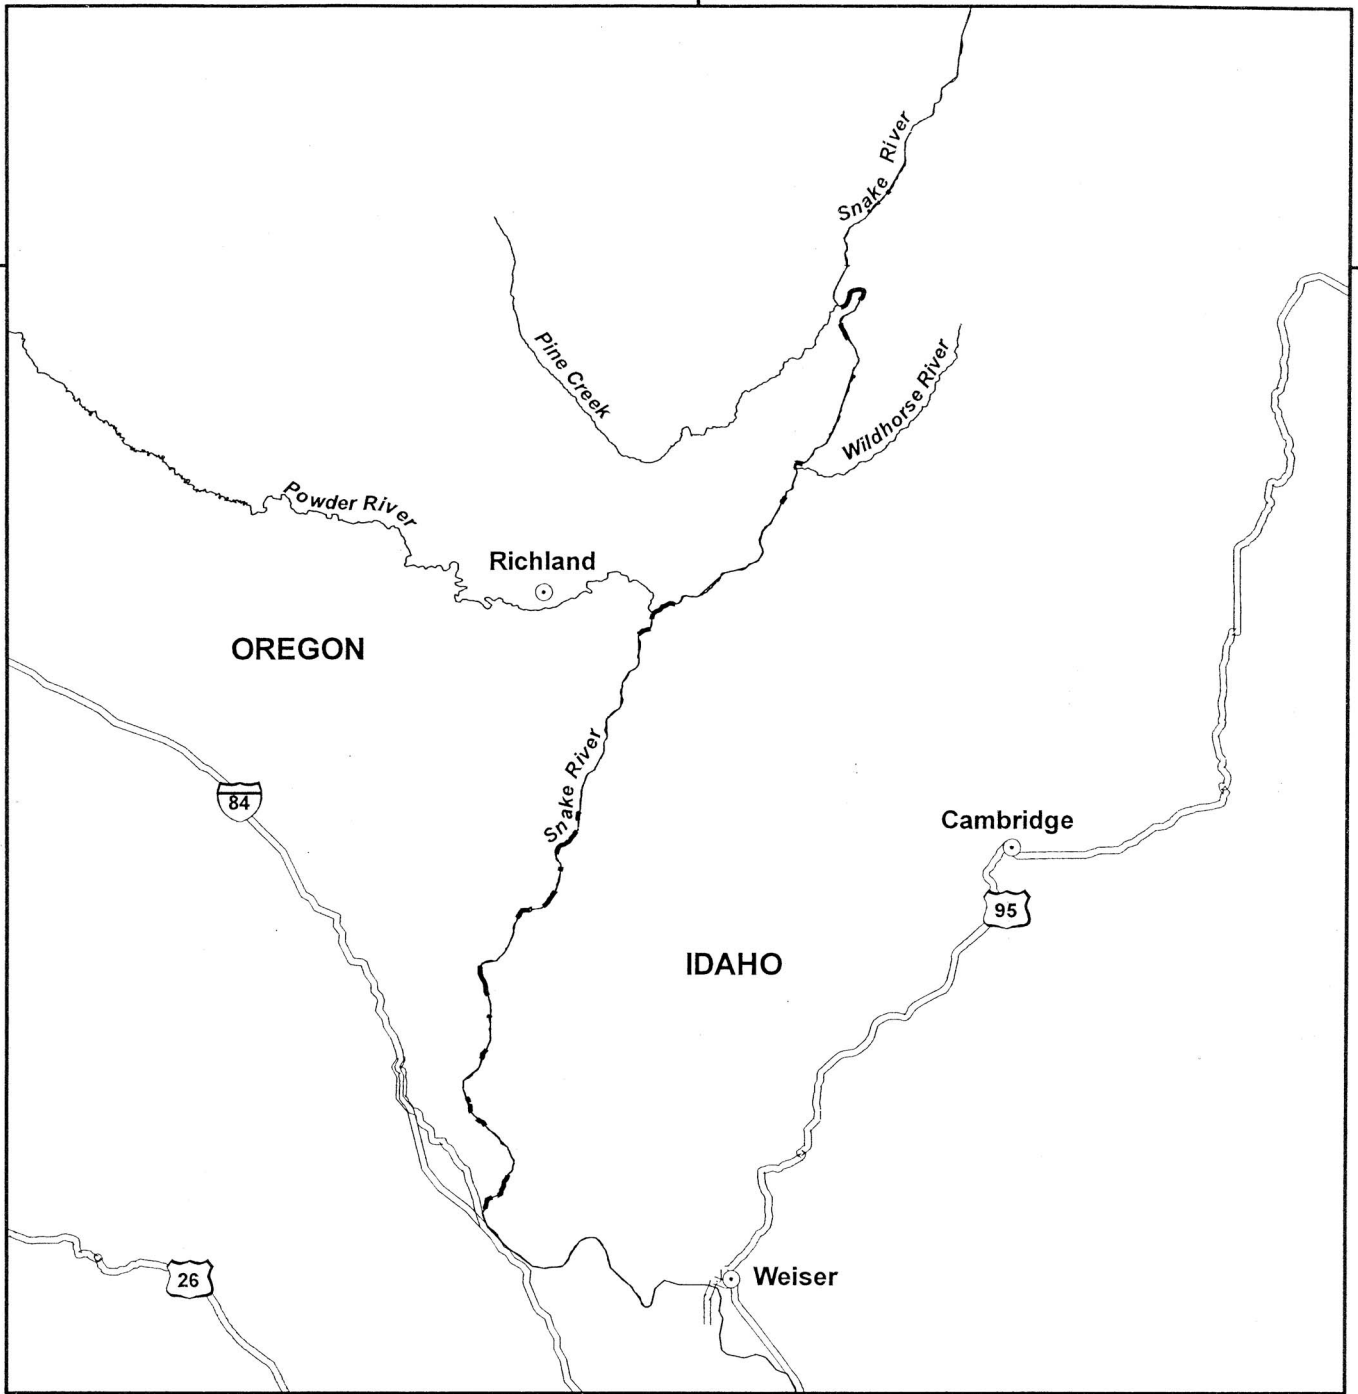 Snake River
Pine Creek
Wildhorse River
Powder River
Richland
OREGON
Snake River
84
Cambridge
95
IDAHO
Weiser
26